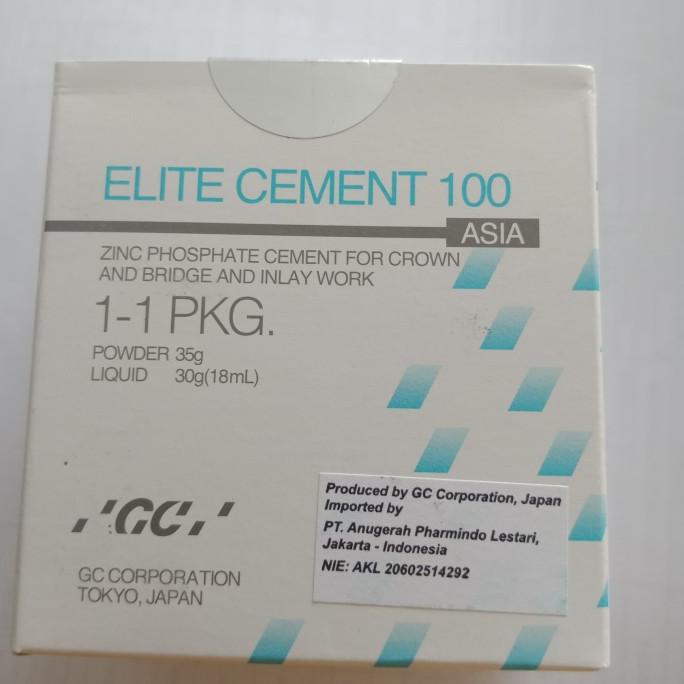 ELITE CEMENT 100
ASIA
ZINC PHOSPHATE CEMENT FOR CROWN
AND BRIDGE AND INLAY WORK
1-1 PKG.
POWDER 35g
LIQUID 30g(18mL)
GC
GC CORPORATION
TOKYO, JAPAN
Produced by GC Corporation, Japan
Imported by
PT. Anugerah Pharmindo Lestari,
Jakarta - Indonesia
NIE: AKL 20602514292